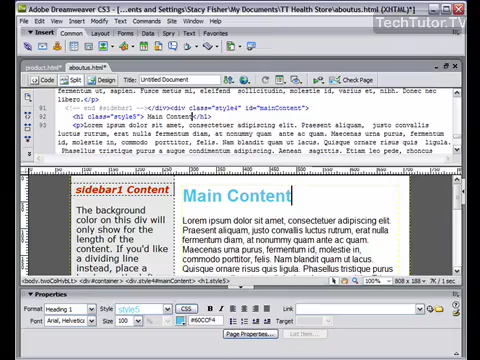 Adobe Dreamweaver CS3 - [...ents and Settings\Stacy Fisher\My Documents\TT Health Store\aboutus.html (XHTML)*]
TechTutor.TV
File Edit View Insert Modify Text Commands Site Window Help
Insert Common Layout Forms Data Spry Text Favorites
product.html* aboutus.html*
Code Split Design Title: Untitled Document Check Page
fermentum ut, sapien. Fusce metus mi, eleifend sollicitudin, molestie id, varius et, nibh. Donec nec
libero.</p>
91 <!-- end #sidebar1 --></div><div class="style4" id="mainContent">
92 <h1 class="style5"> Main Content</h1>
93 <p>Lorem ipsum dolor sit amet, consectetuer adipiscing elit. Praesent aliquam, justo convallis
luctus rutrum, erat nulla fermentum diam, at nonummy quam ante ac quam. Maecenas urna purus, fermentum
id, molestie in, commodo porttitor, felis. Nam blandit quam ut lacus. Quisque ornare risus quis ligula.
Phasellus tristique purus a augue condimentum adipiscing. Aenean sagittis. Etiam leo pede, rhoncus
sidebar1 Content
The background
color on this div will
only show for the
length of the
content. If you'd like
a dividing line
instead, place a
Main Content
Lorem ipsum dolor sit amet, consectetuer adipiscing elit.
Praesent aliquam, justo convallis luctus rutrum, erat nulla
fermentum diam, at nonummy quam ante ac quam.
Maecenas urna purus, fermentum id, molestie in,
commodo porttitor, felis. Nam blandit quam ut lacus.
Quisque ornare risus quis ligula. Phasellus tristique purus
<body.twoColHybLt> <div#container> <div.style4#mainContent> <h1.style5> 100% 808 x 188 1K / 1 sec
Properties
Format Heading 1 Style style5 CSS Link
Font Arial, Helvetica Size 100 % #60CCF4 Target
Page Properties... List Item...